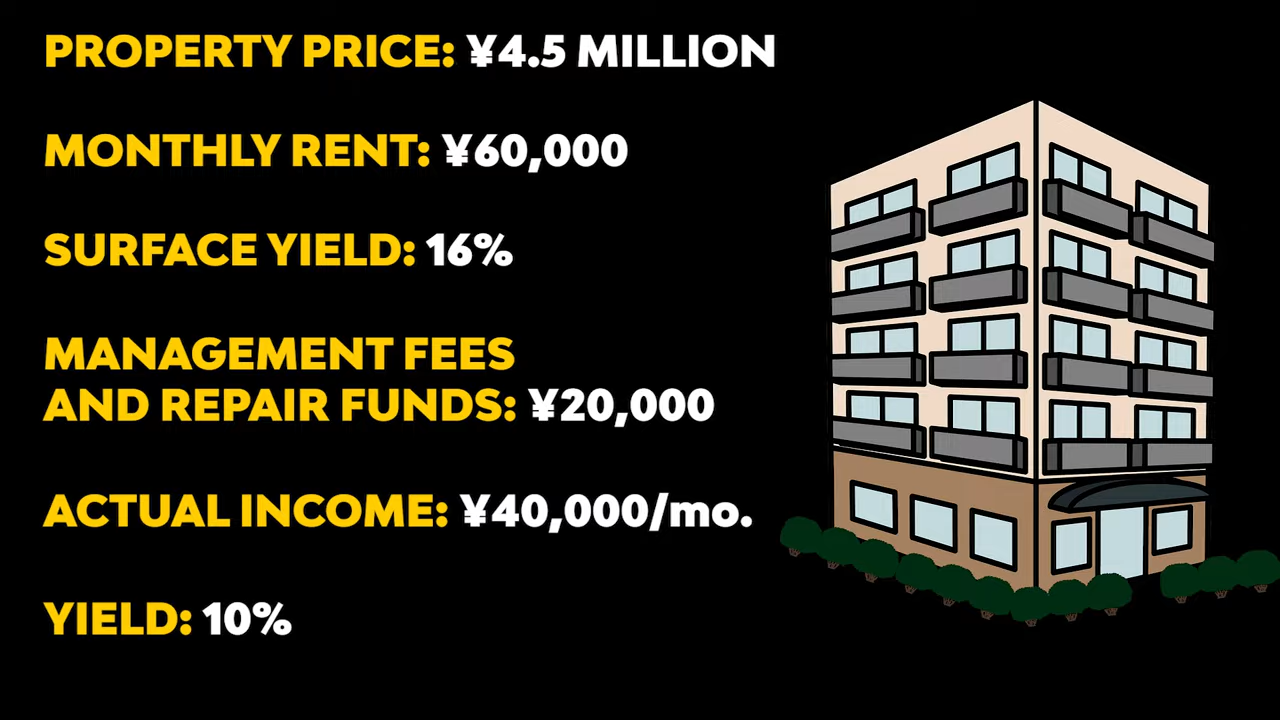 PROPERTY PRICE: ¥4.5 MILLION
MONTHLY RENT: ¥60,000
SURFACE YIELD: 16%
MANAGEMENT FEES
AND REPAIR FUNDS: ¥20,000
ACTUAL INCOME: ¥40,000/mo.
YIELD: 10%